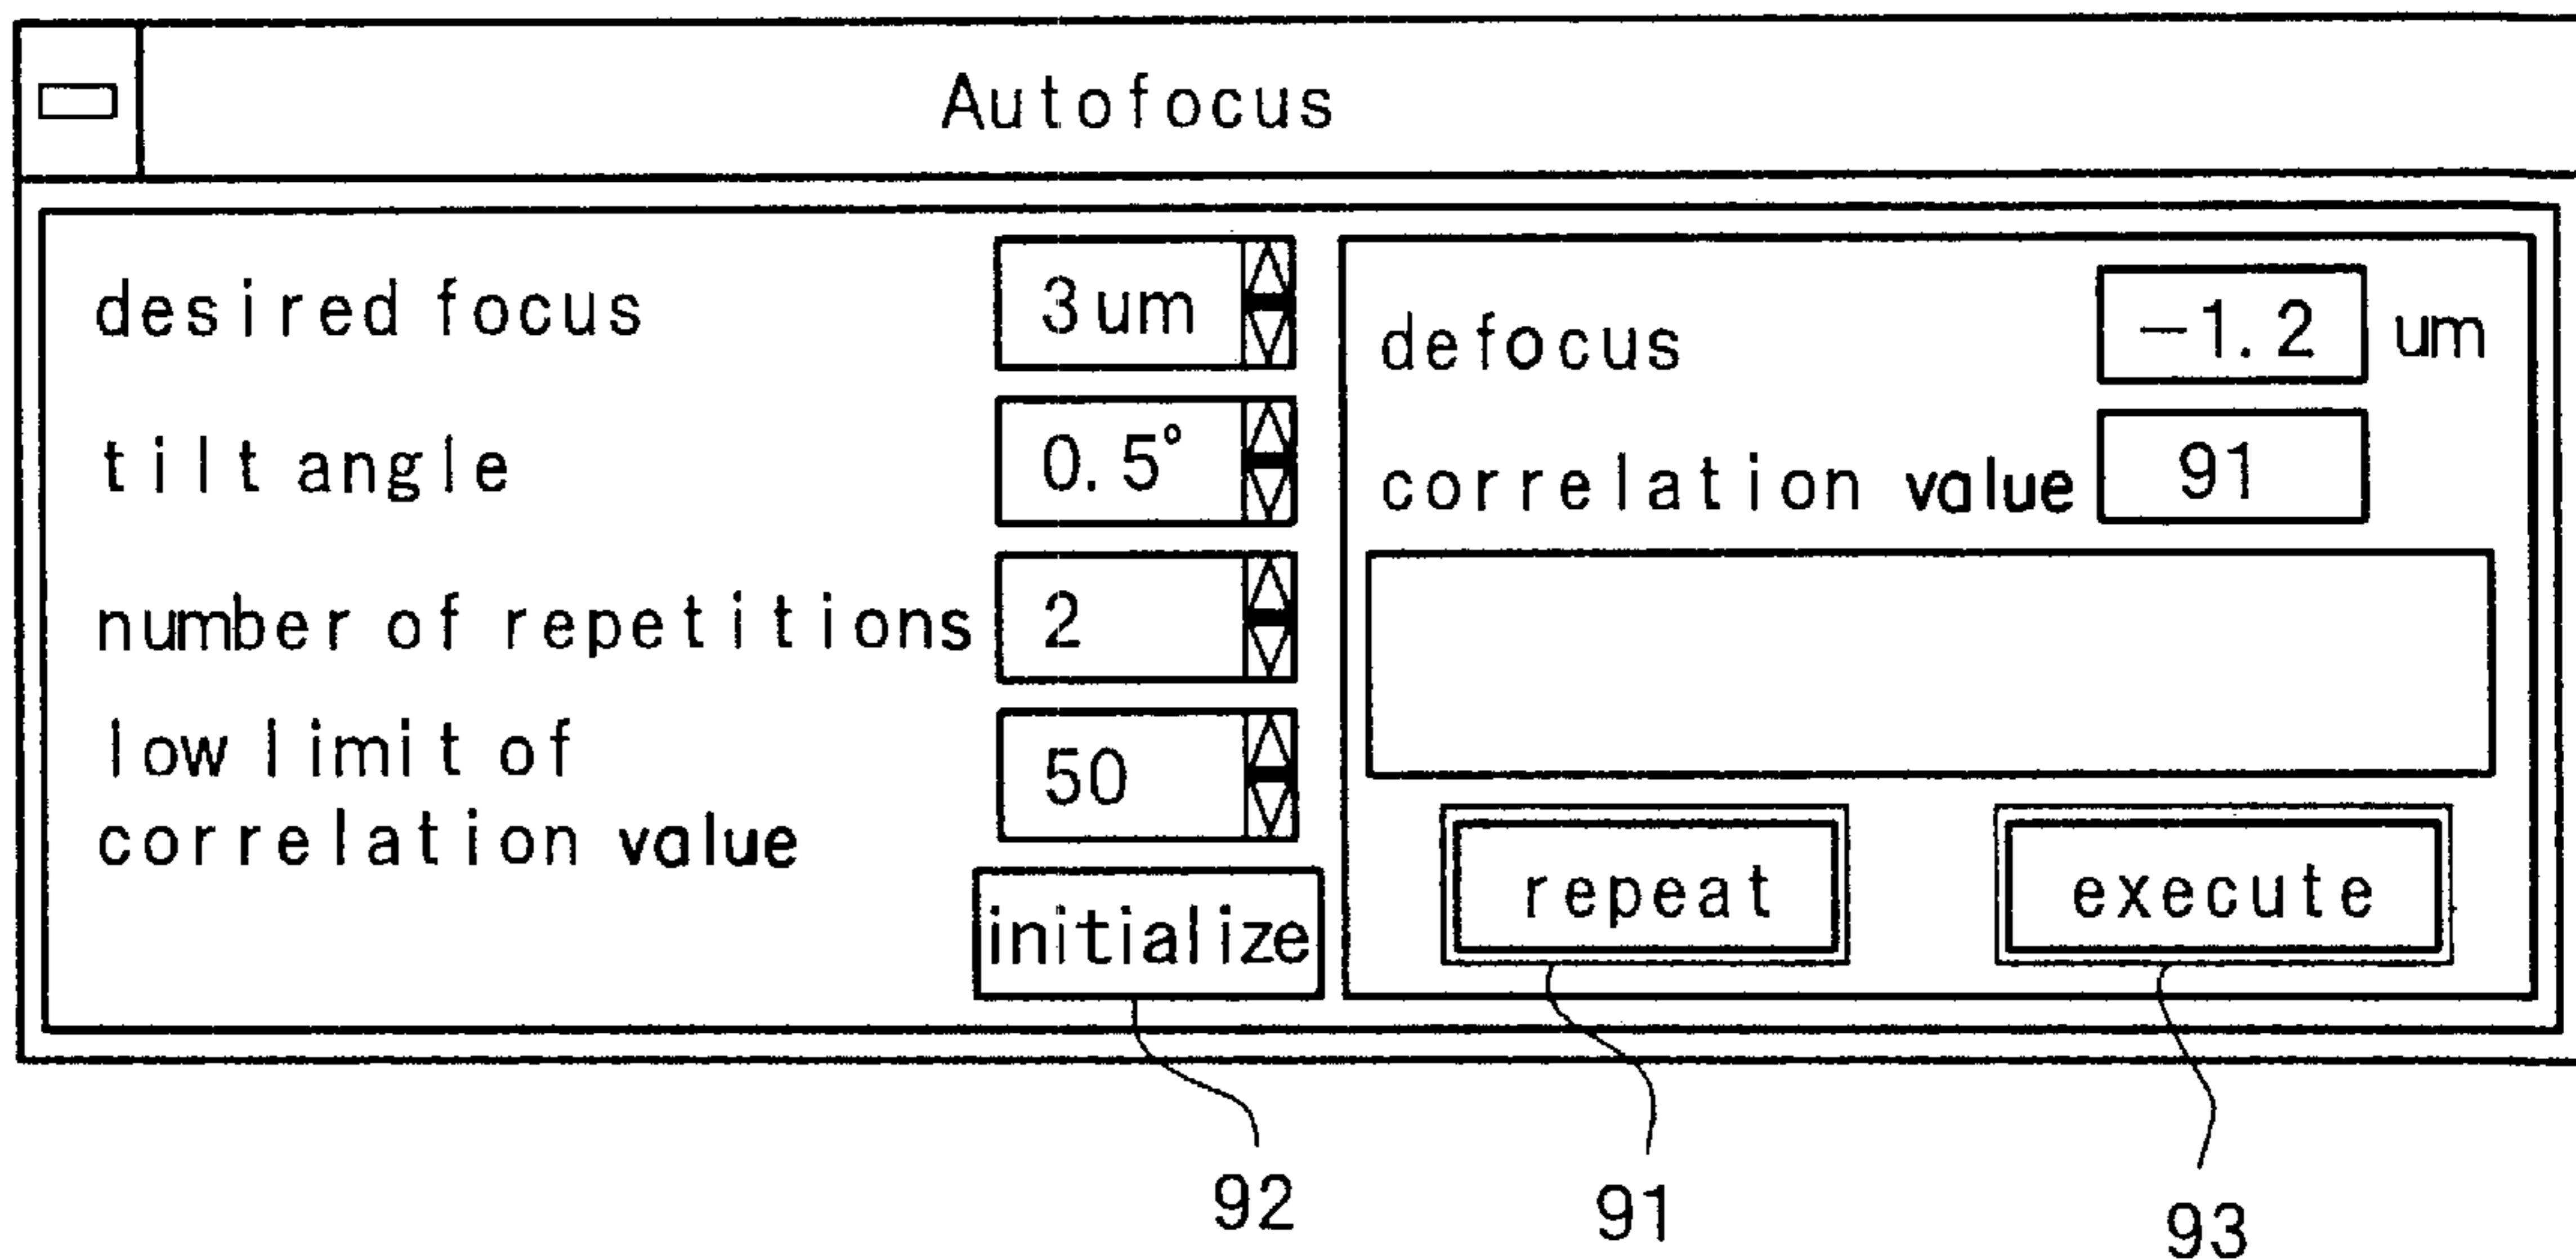 Autofocus
desired focus 3um
tilt angle 0.5°
number of repetitions 2
low limit of
correlation value 50
initialize
defocus -1.2 um
correlation value 91
repeat execute
92 91 93